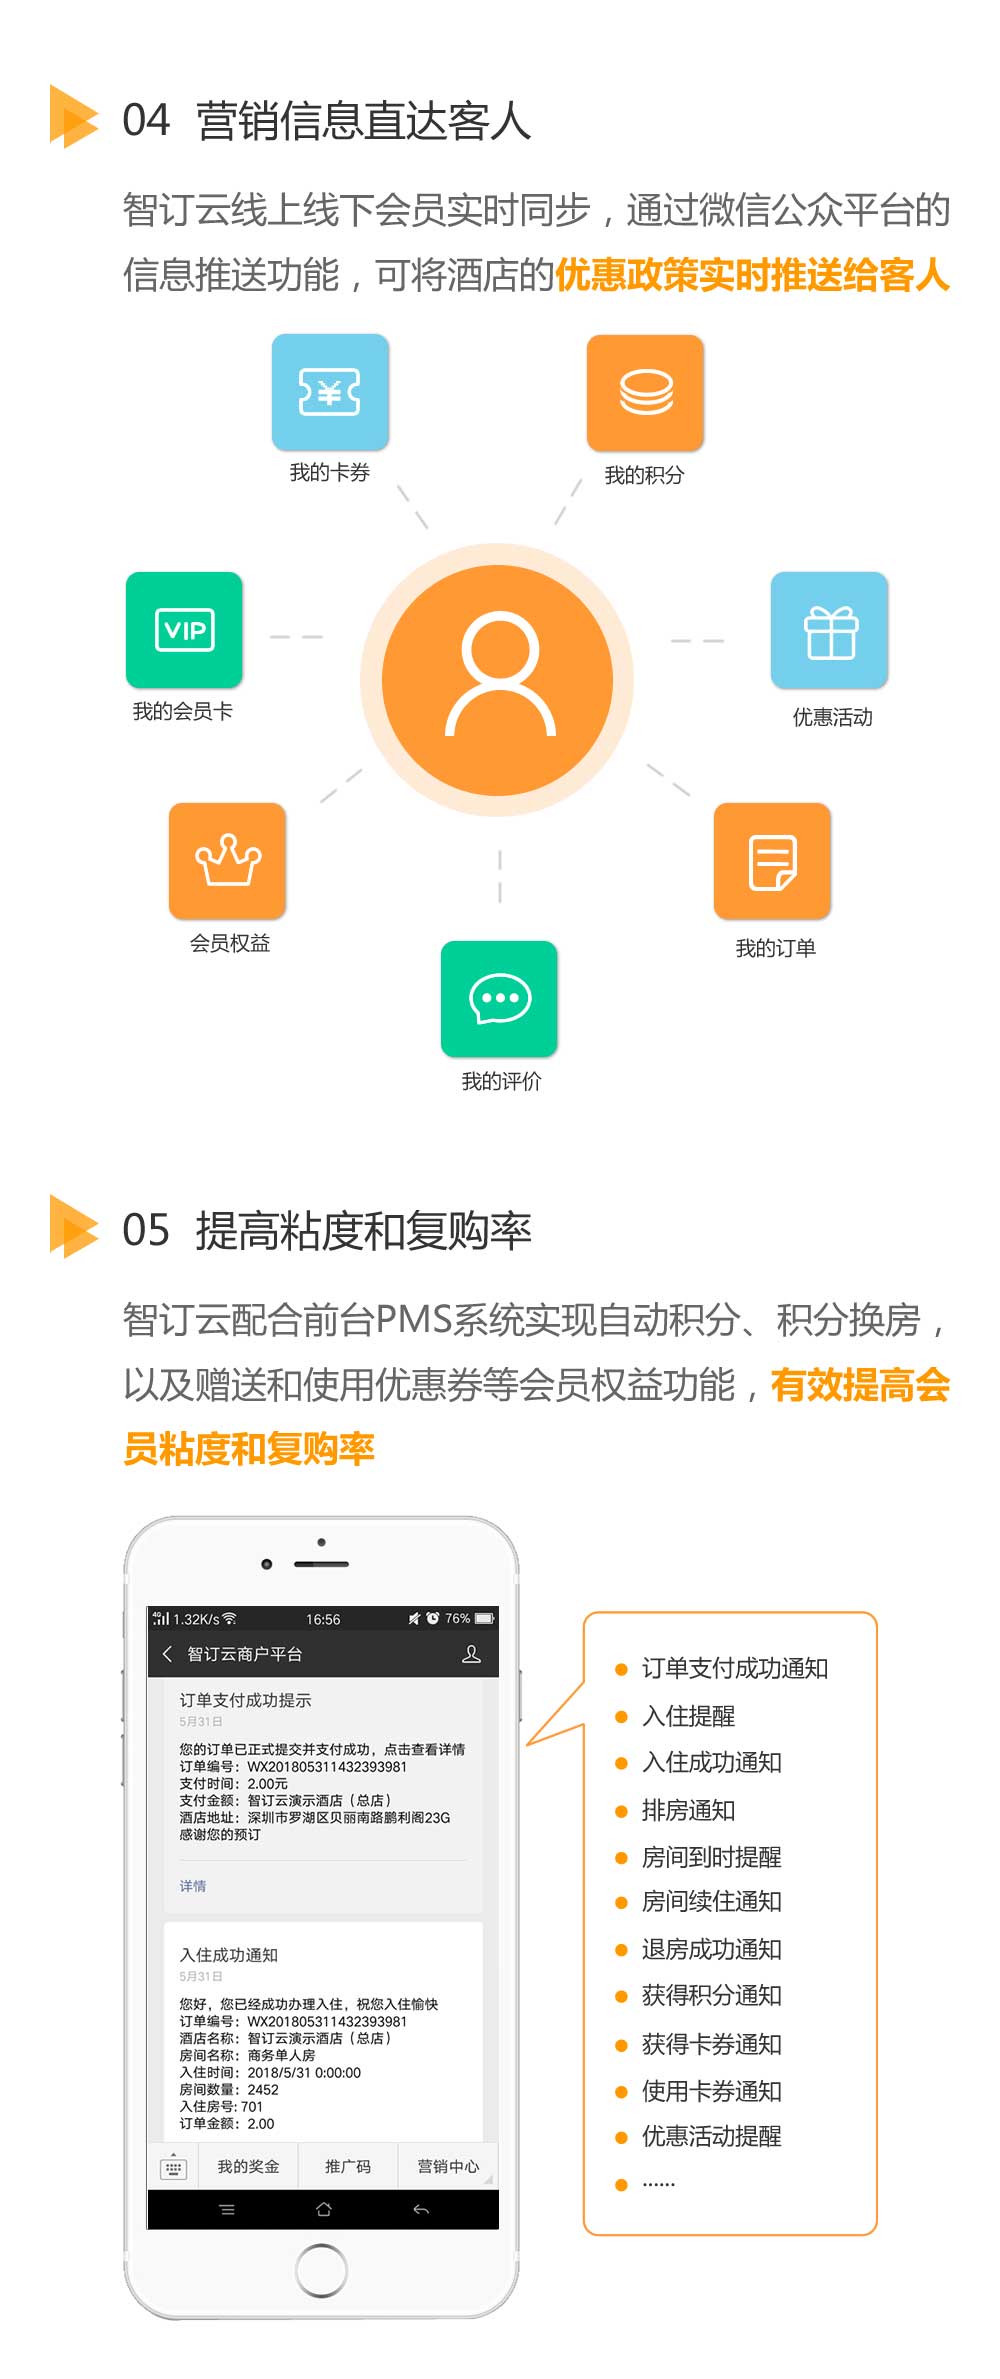 04 营销信息直达客人
智订云线上线下会员实时同步，通过微信公众平台的
信息推送功能，可将酒店的优惠政策实时推送给客人
¥
我的卡券
我的积分
VIP
我的会员卡
优惠活动
会员权益
我的订单
我的评价
05 提高粘度和复购率
智订云配合前台PMS系统实现自动积分、积分换房，
以及赠送和使用优惠券等会员权益功能，有效提高会
员粘度和复购率
4G 1.32K/s 16:56 76%
智订云商户平台
订单支付成功提示
5月31日
您的订单已正式提交并支付成功，点击查看详情
订单编号：WX201805311432393981
支付时间：2.00元
支付金额：智订云演示酒店（总店）
酒店地址：深圳市罗湖区贝丽南路鹏利阁23G
感谢您的预订
详情
入住成功通知
5月31日
您好，您已经成功办理入住，祝您入住愉快
订单编号：WX201805311432393981
酒店名称：智订云演示酒店（总店）
房间名称：商务单人房
入住时间：2018/5/31 0:00:00
房间数量：2452
入住房号: 701
订单金额：2.00
我的奖金 推广码 营销中心
订单支付成功通知
入住提醒
入住成功通知
排房通知
房间到时提醒
房间续住通知
退房成功通知
获得积分通知
获得卡券通知
使用卡券通知
优惠活动提醒
······